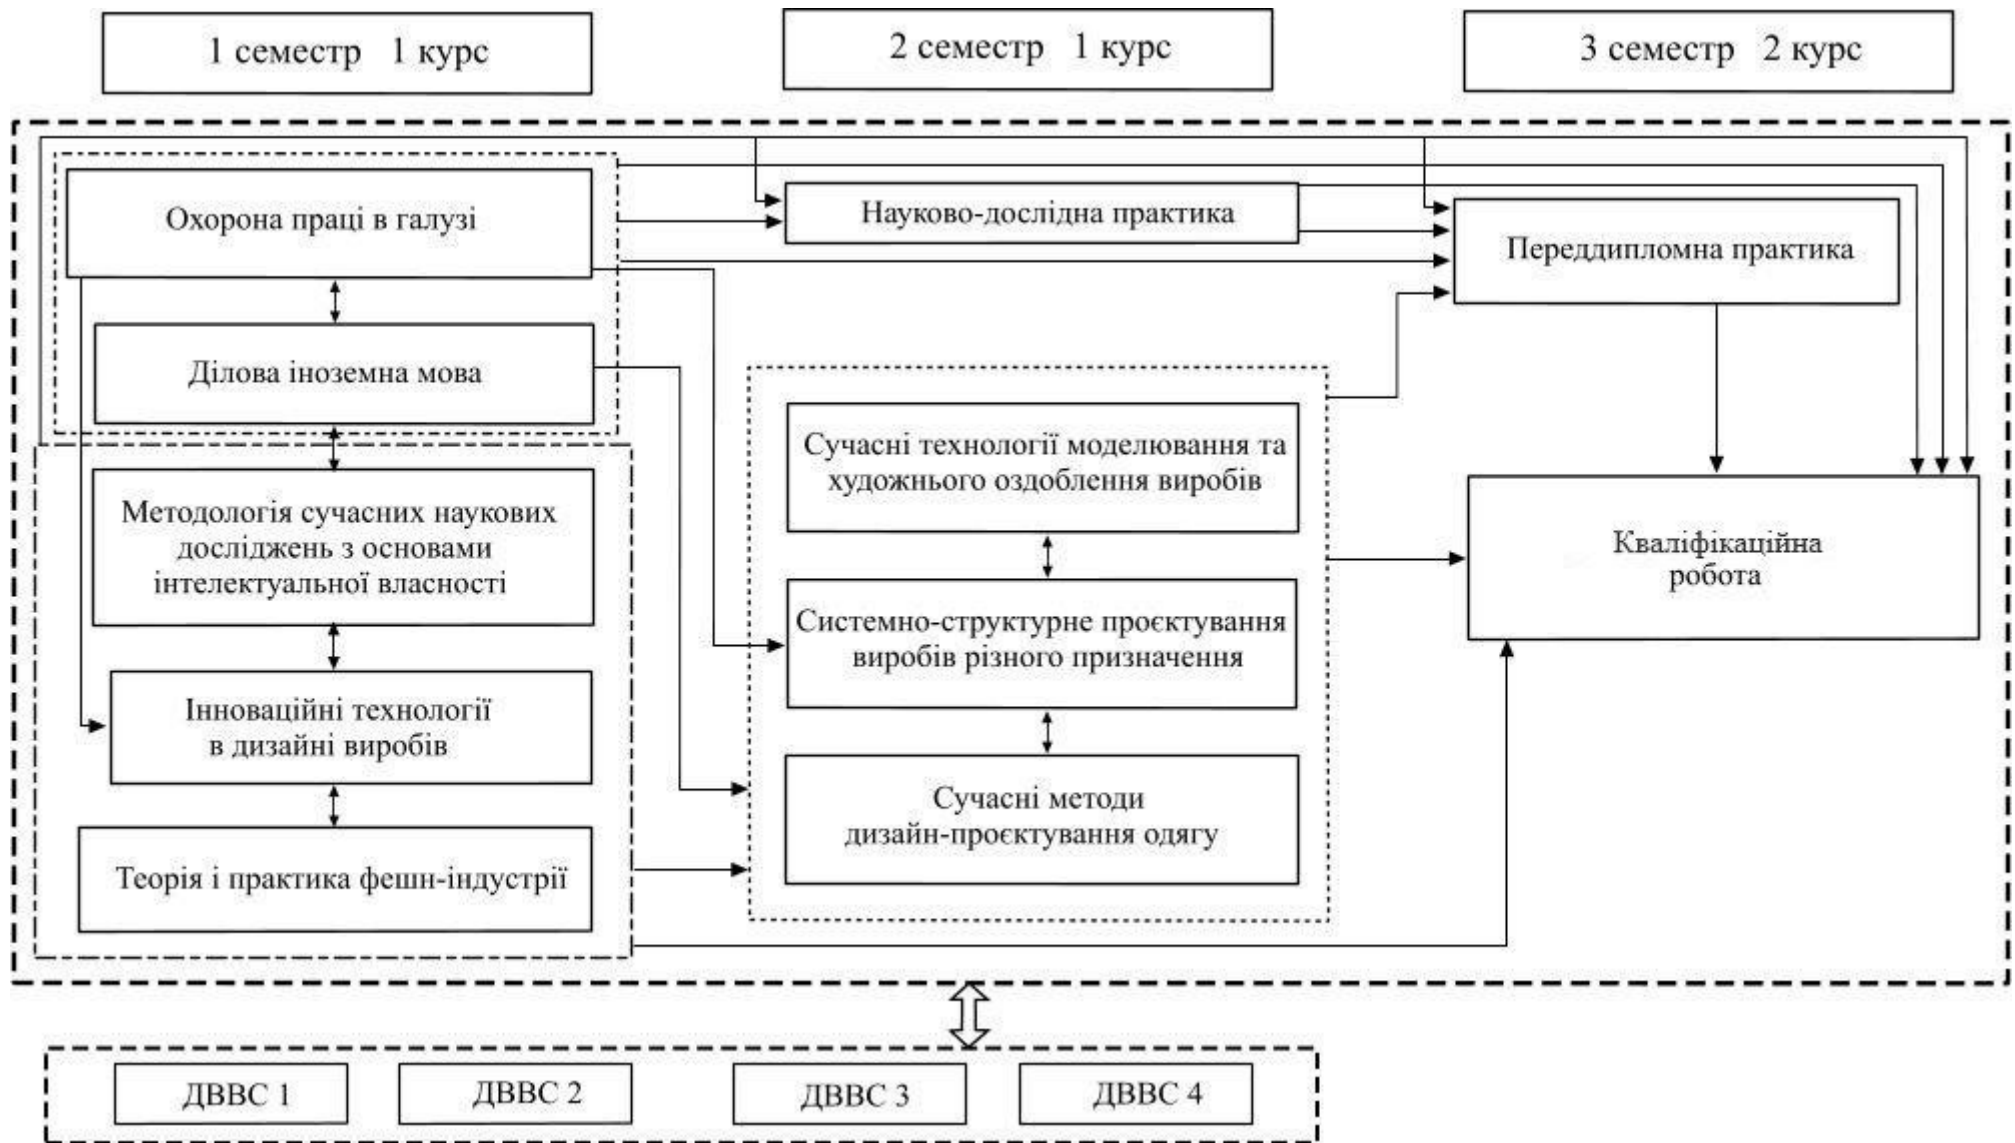 1 семестр 1 курс
2 семестр 1 курс
3 семестр 2 курс
Охорона праці в галузі
Ділова іноземна мова
Методологія сучасних наукових
досліджень з основами
інтелектуальної власності
Інноваційні технології
в дизайні виробів
Теорія і практика фешн-індустрії
Науково-дослідна практика
Сучасні технології моделювання та
художнього оздоблення виробів
Системно-структурне проєктування
виробів різного призначення
Сучасні методи
дизайн-проєктування одягу
Переддипломна практика
Кваліфікаційна
робота
ДВВС 1
ДВВС 2
ДВВС 3
ДВВС 4